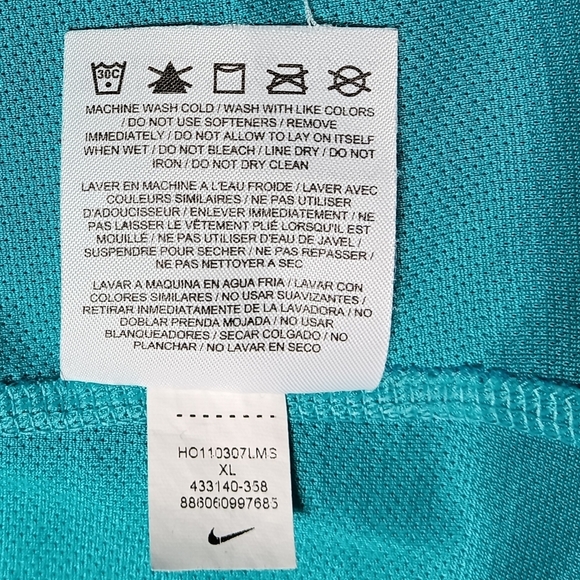 30C
MACHINE WASH COLD / WASH WITH LIKE COLORS
/ DO NOT USE SOFTENERS / REMOVE
IMMEDIATELY / DO NOT ALLOW TO LAY ON ITSELF
WHEN WET / DO NOT BLEACH / LINE DRY / DO NOT
IRON / DO NOT DRY CLEAN
LAVER EN MACHINE A L'EAU FROIDE / LAVER AVEC
COULEURS SIMILAIRES / NE PAS UTILISER
D'ADOUCISSEUR / ENLEVER IMMEDIATEMENT / NE
PAS LAISSER LE VÊTEMENT PLIÉ LORSQU'IL EST
MOUILLÉ / NE PAS UTILISER D'EAU DE JAVEL /
SUSPENDRE POUR SECHER / NE PAS REPASSER /
NE PAS NETTOYER A SEC
LAVAR A MAQUINA EN AGUA FRIA / LAVAR CON
COLORES SIMILARES / NO USAR SUAVIZANTES /
RETIRAR INMEDIATAMENTE DE LA LAVADORA / NO
DOBLAR PRENDA MOJADA / NO USAR
BLANQUEADORES / SECAR COLGADO / NO
PLANCHAR / NO LAVAR EN SECO
HO110307LMS
XL
433140-358
886060997685